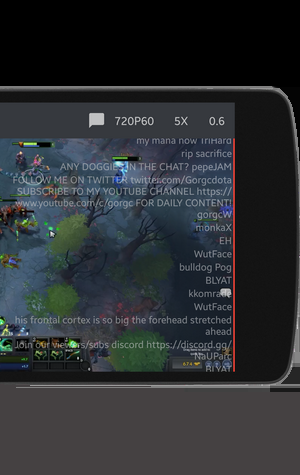 720P60 5X 0.6
my mana now TriHard
rip sacrifice
ANY DOGGIES IN THE CHAT? pepeJAM
FOLLOW ME ON TWITTER twitter.com/Gorgcdota
SUBSCRIBE TO MY YOUTUBE CHANNEL https://
www.youtube.com/c/gorgc FOR DAILY CONTENT!
gorgcW
monkaX
EH
WutFace
bulldog Pog
BLYAT
WutFace
his frontal cortex is so big the forehead stretched
ahead
Join our viewers/subs discord https://discord.gg/
NaUParc
BLYAT
674